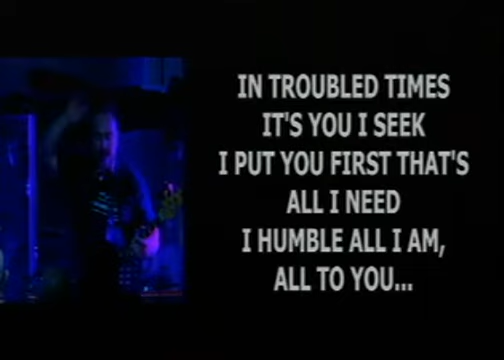 IN TROUBLED TIMES
IT'S YOU I SEEK
I PUT YOU FIRST THAT'S
ALL I NEED
I HUMBLE ALL I AM,
ALL TO YOU...